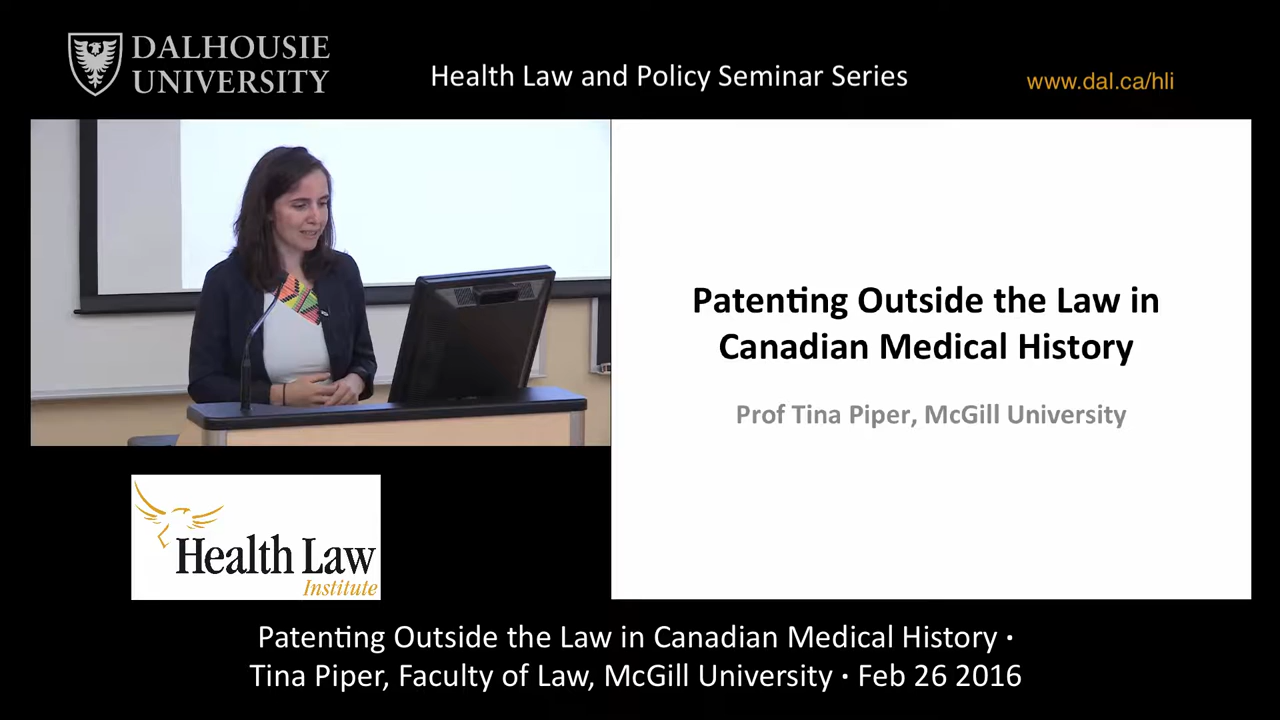 DALHOUSIE
UNIVERSITY
Health Law and Policy Seminar Series
www.dal.ca/hli
Patenting Outside the Law in
Canadian Medical History
Prof Tina Piper, McGill University
Health Law
Institute
Patenting Outside the Law in Canadian Medical History ·
Tina Piper, Faculty of Law, McGill University · Feb 26 2016